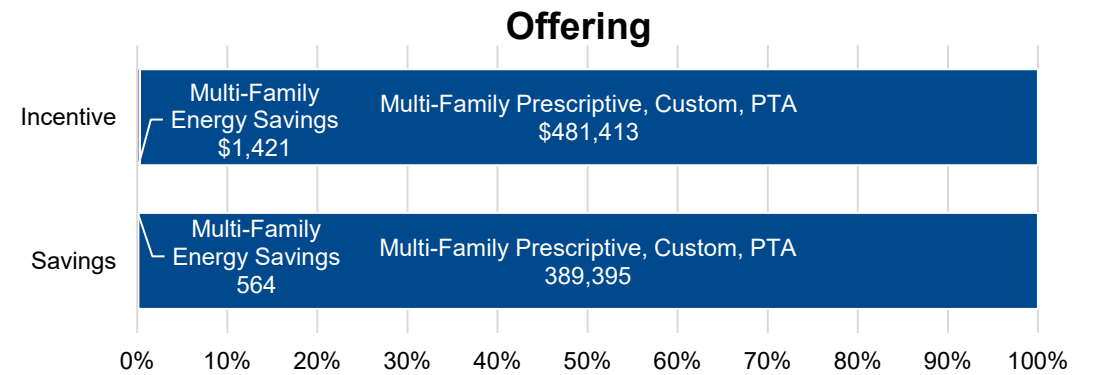 Offering
Incentive
Multi-Family
Energy Savings
$1,421
Multi-Family Prescriptive, Custom, PTA
$481,413
Savings
Multi-Family
Energy Savings
564
Multi-Family Prescriptive, Custom, PTA
389,395
0% 10% 20% 30% 40% 50% 60% 70% 80% 90% 100%